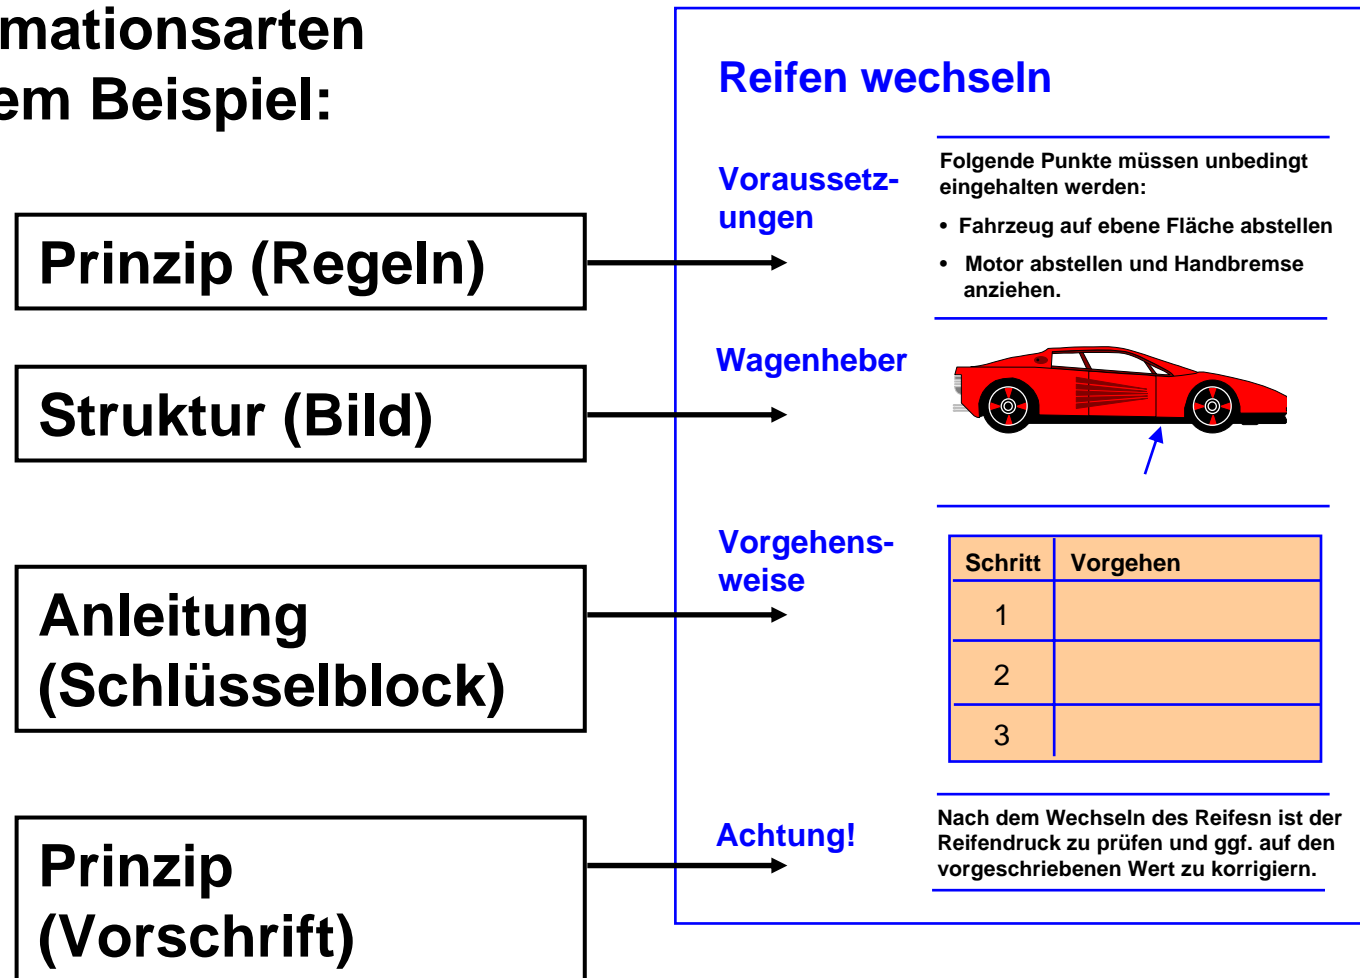 mationsarten
em Beispiel:
Prinzip (Regeln)
Struktur (Bild)
Anleitung
(Schlüsselblock)
Prinzip
(Vorschrift)
Reifen wechseln
Voraussetz-
ungen
Folgende Punkte müssen unbedingt
eingehalten werden:
• Fahrzeug auf ebene Fläche abstellen
• Motor abstellen und Handbremse
anziehen.
Wagenheber
Vorgehens-
weise
Schritt Vorgehen
1
2
3
Achtung!
Nach dem Wechseln des Reifesn ist der
Reifendruck zu prüfen und ggf. auf den
vorgeschriebenen Wert zu korrigiern.